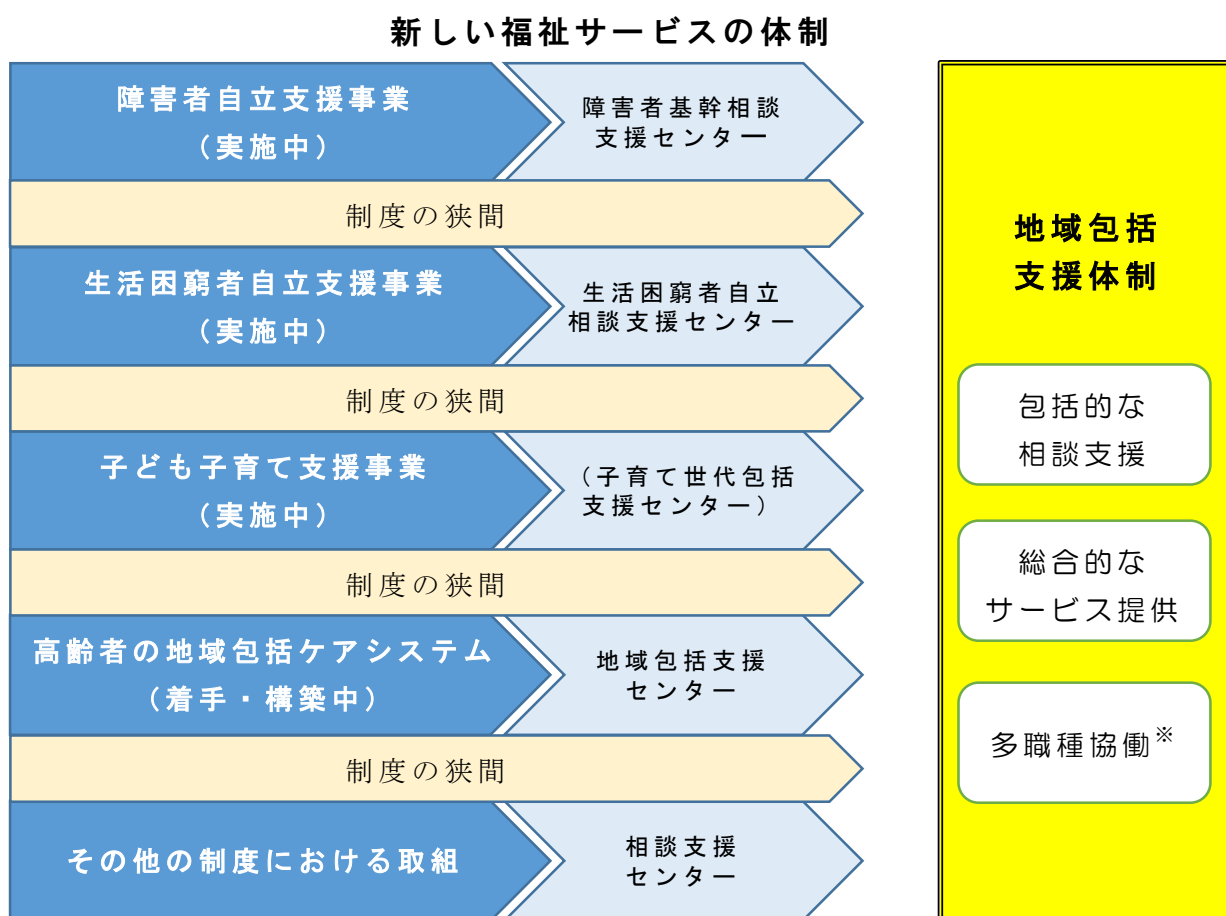 新しい福祉サービスの体制
障害者自立支援事業
（実施中）
障害者基幹相談
支援センター
制度の狭間
生活困窮者自立支援事業
（実施中）
生活困窮者自立
相談支援センター
制度の狭間
子ども子育て支援事業
（実施中）
（子育て世代包括
支援センター）
制度の狭間
高齢者の地域包括ケアシステム
（着手・構築中）
地域包括支援
センター
制度の狭間
その他の制度における取組
相談支援
センター
地域包括
支援体制
包括的な
相談支援
総合的な
サービス提供
多職種協働※